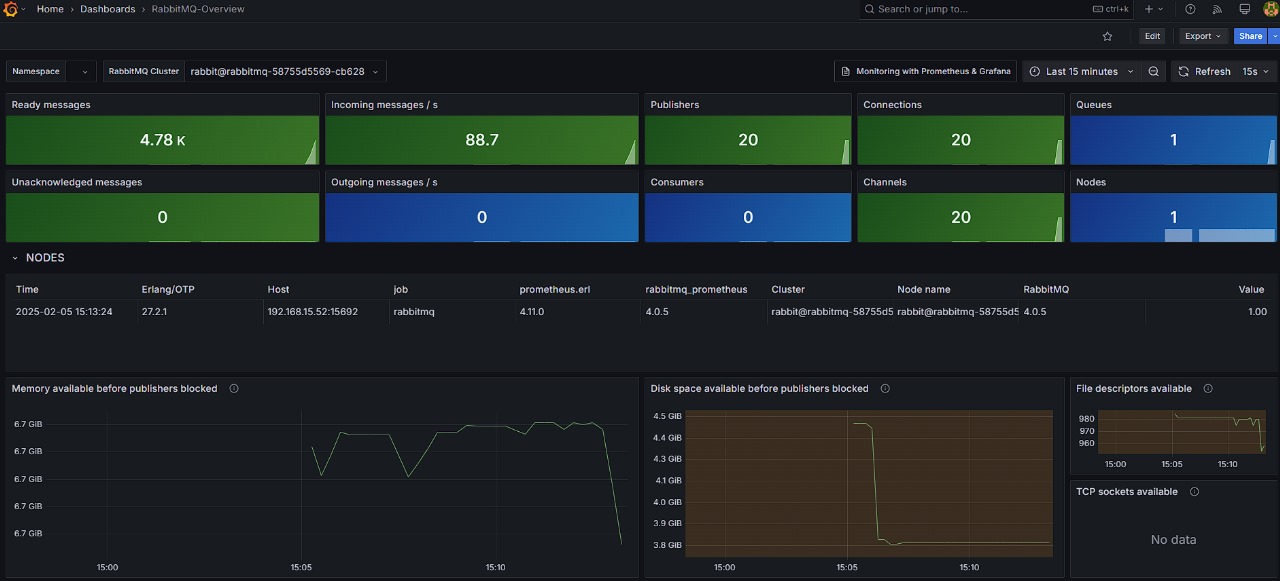 Home > Dashboards > RabbitMQ-Overview
Search or jump to...
ctrl+k
Edit
Export
Share
Namespace
RabbitMQ Cluster
rabbit@rabbitmq-58755d5569-cb628
Monitoring with Prometheus & Grafana
Last 15 minutes
Refresh
15s
Ready messages
4.78 K
Incoming messages / s
88.7
Publishers
20
Connections
20
Queues
1
Unacknowledged messages
0
Outgoing messages / s
0
Consumers
0
Channels
20
Nodes
1
NODES
Time Erlang/OTP Host job prometheus.erl rabbitmq_prometheus Cluster Node name RabbitMQ Value
2025-02-05 15:13:24 27.2.1 192.168.15.52:15692 rabbitmq 4.11.0 4.0.5 rabbit@rabbitmq-58755d5 rabbit@rabbitmq-58755d5 4.0.5 1.00
Memory available before publishers blocked
6.7 GiB
6.7 GiB
6.7 GiB
6.7 GiB
6.7 GiB
15:00 15:05 15:10
Disk space available before publishers blocked
4.5 GiB
4.4 GiB
4.3 GiB
4.1 GiB
4.0 GiB
3.9 GiB
3.8 GiB
15:00 15:05 15:10
File descriptors available
980
970
960
15:00 15:05 15:10
TCP sockets available
No data